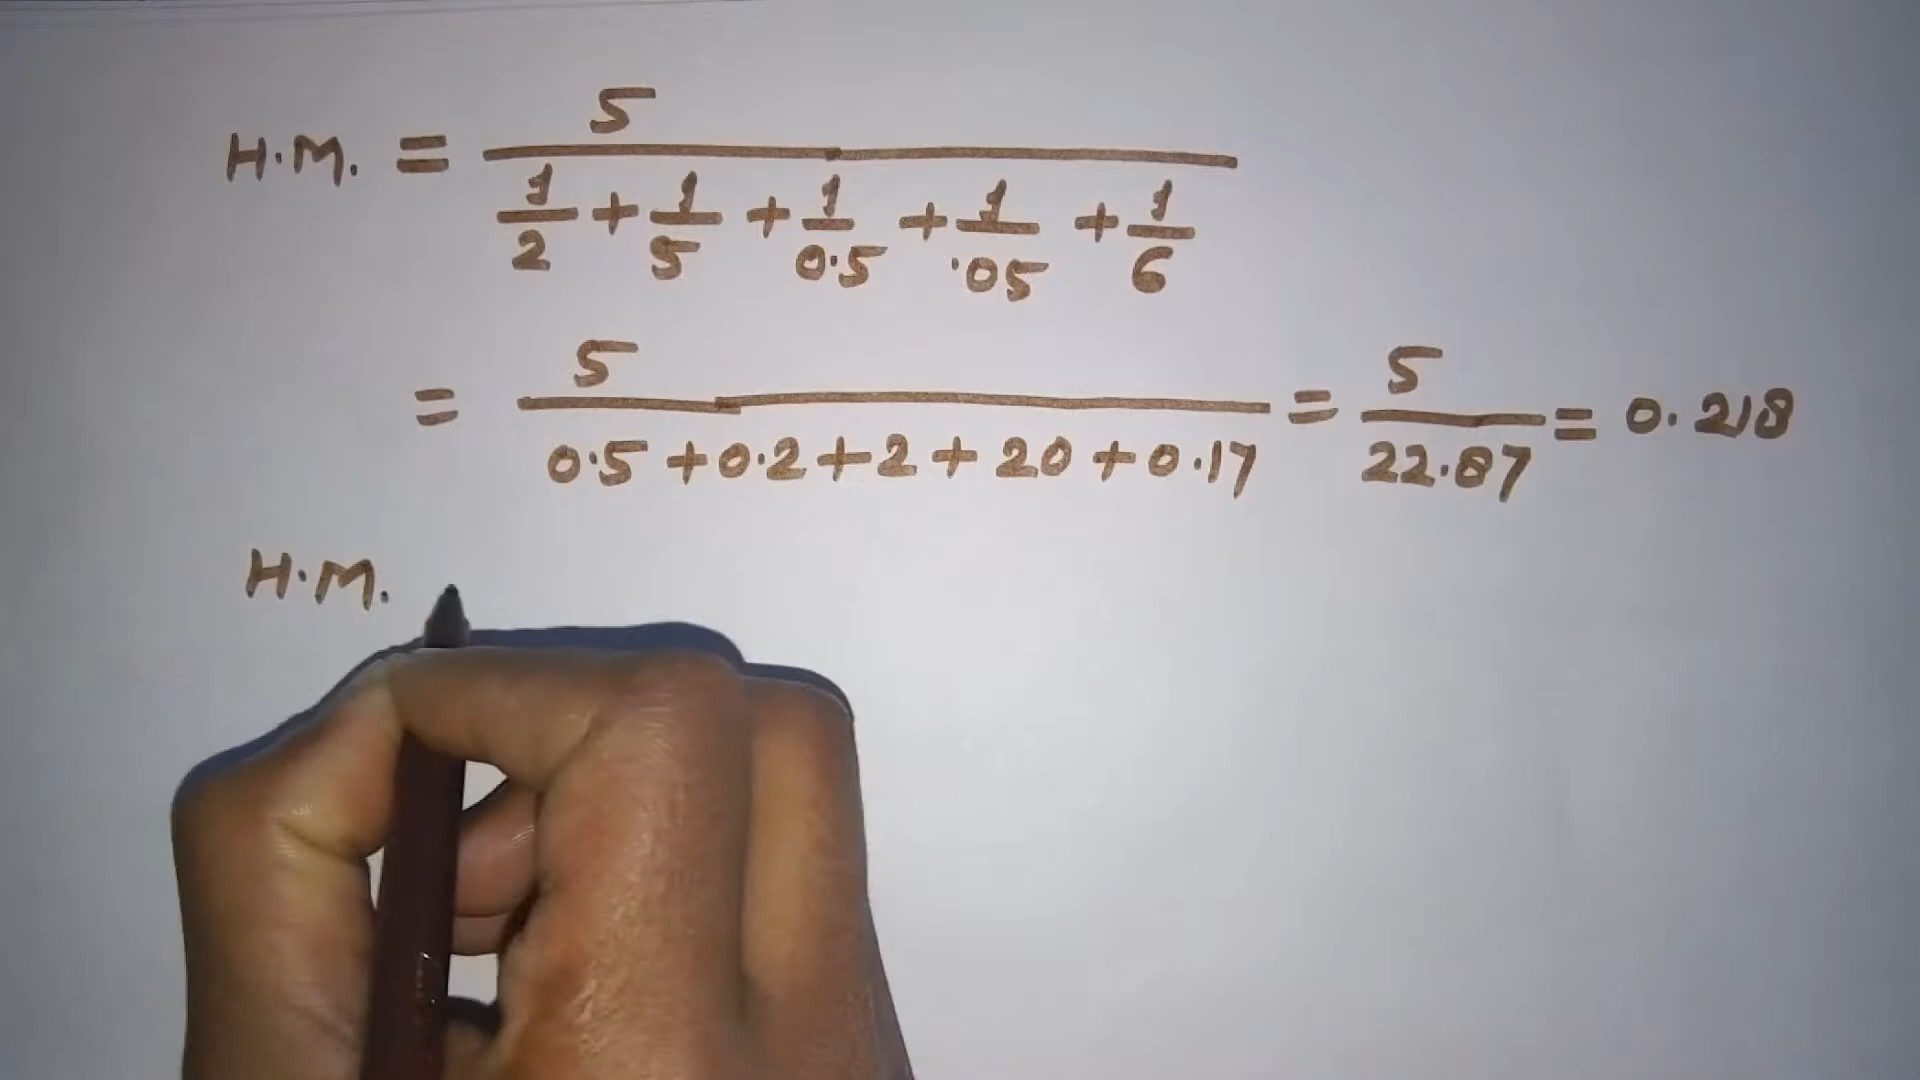 H.M. = 5
1/2 + 1/5 + 1/0.5 + 1/.05 + 1/6
= 5 / 0.5 + 0.2 + 2 + 20 + 0.17 = 5/22.87 = 0.218
H.M.